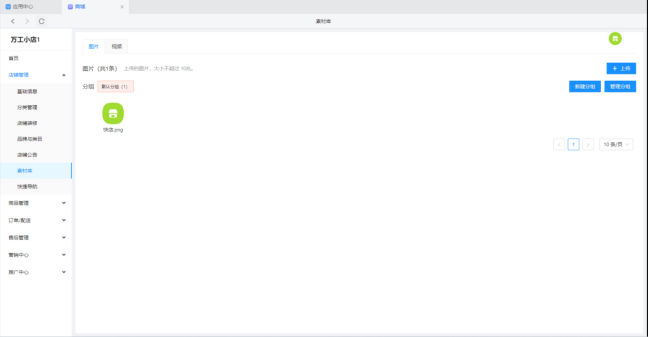 应用中心
商城
素材库
万工小店1
首页
店铺管理
基础信息
分类管理
店铺装修
品牌与类目
店铺公告
素材库
快捷导航
商品管理
订单/配送
售后管理
营销中心
推广中心
图片 视频
图片（共1条） 上传的图片，大小不超过 10兆。
上传
分组 默认分组（1）
新建分组 管理分组
快店.png
1
10 条/页